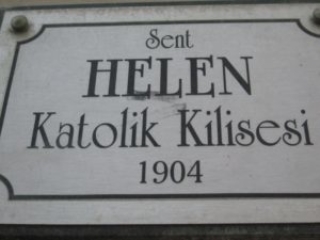 Sent
HELEN
Katolik Kilisesi
1904